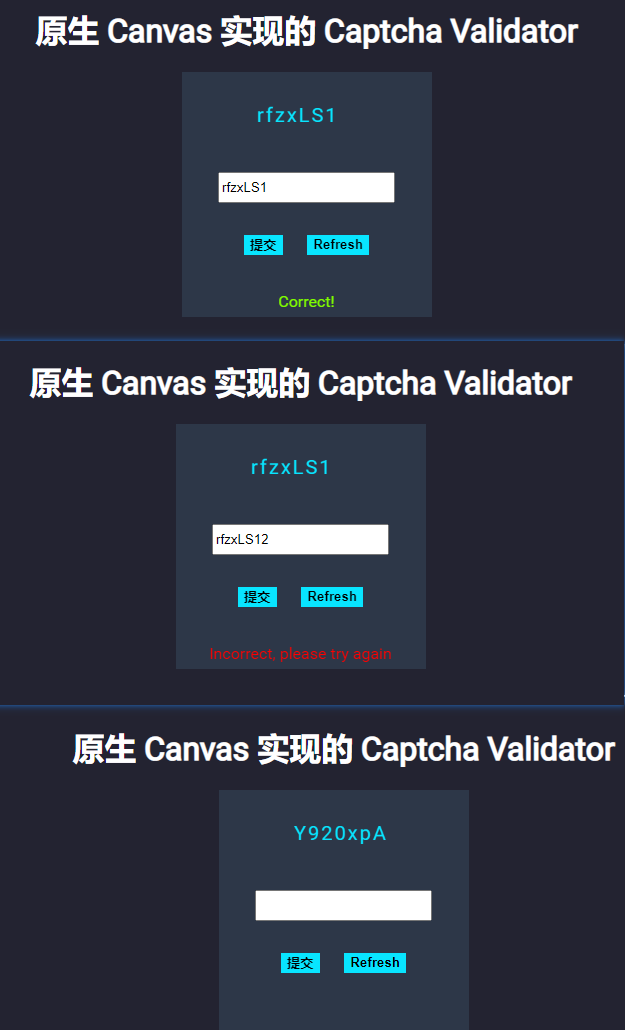 原生 Canvas 实现的 Captcha Validator
rfzxLS1
rfzxLS1
提交 Refresh
Correct!
原生 Canvas 实现的 Captcha Validator
rfzxLS1
rfzxLS12
提交 Refresh
Incorrect, please try again
原生 Canvas 实现的 Captcha Validator
Y920xpA
提交 Refresh